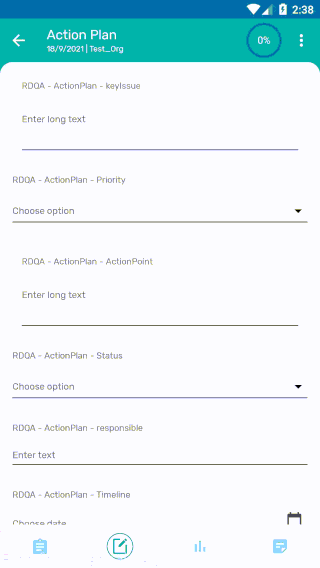 2:38
Action Plan
18/9/2021 | Test_Org
0%
RDQA - ActionPlan - keyIssue
Enter long text
RDQA - ActionPlan - Priority
Choose option
RDQA - ActionPlan - ActionPoint
Enter long text
RDQA - ActionPlan - Status
Choose option
RDQA - ActionPlan - responsible
Enter text
RDQA - ActionPlan - Timeline
Choose date